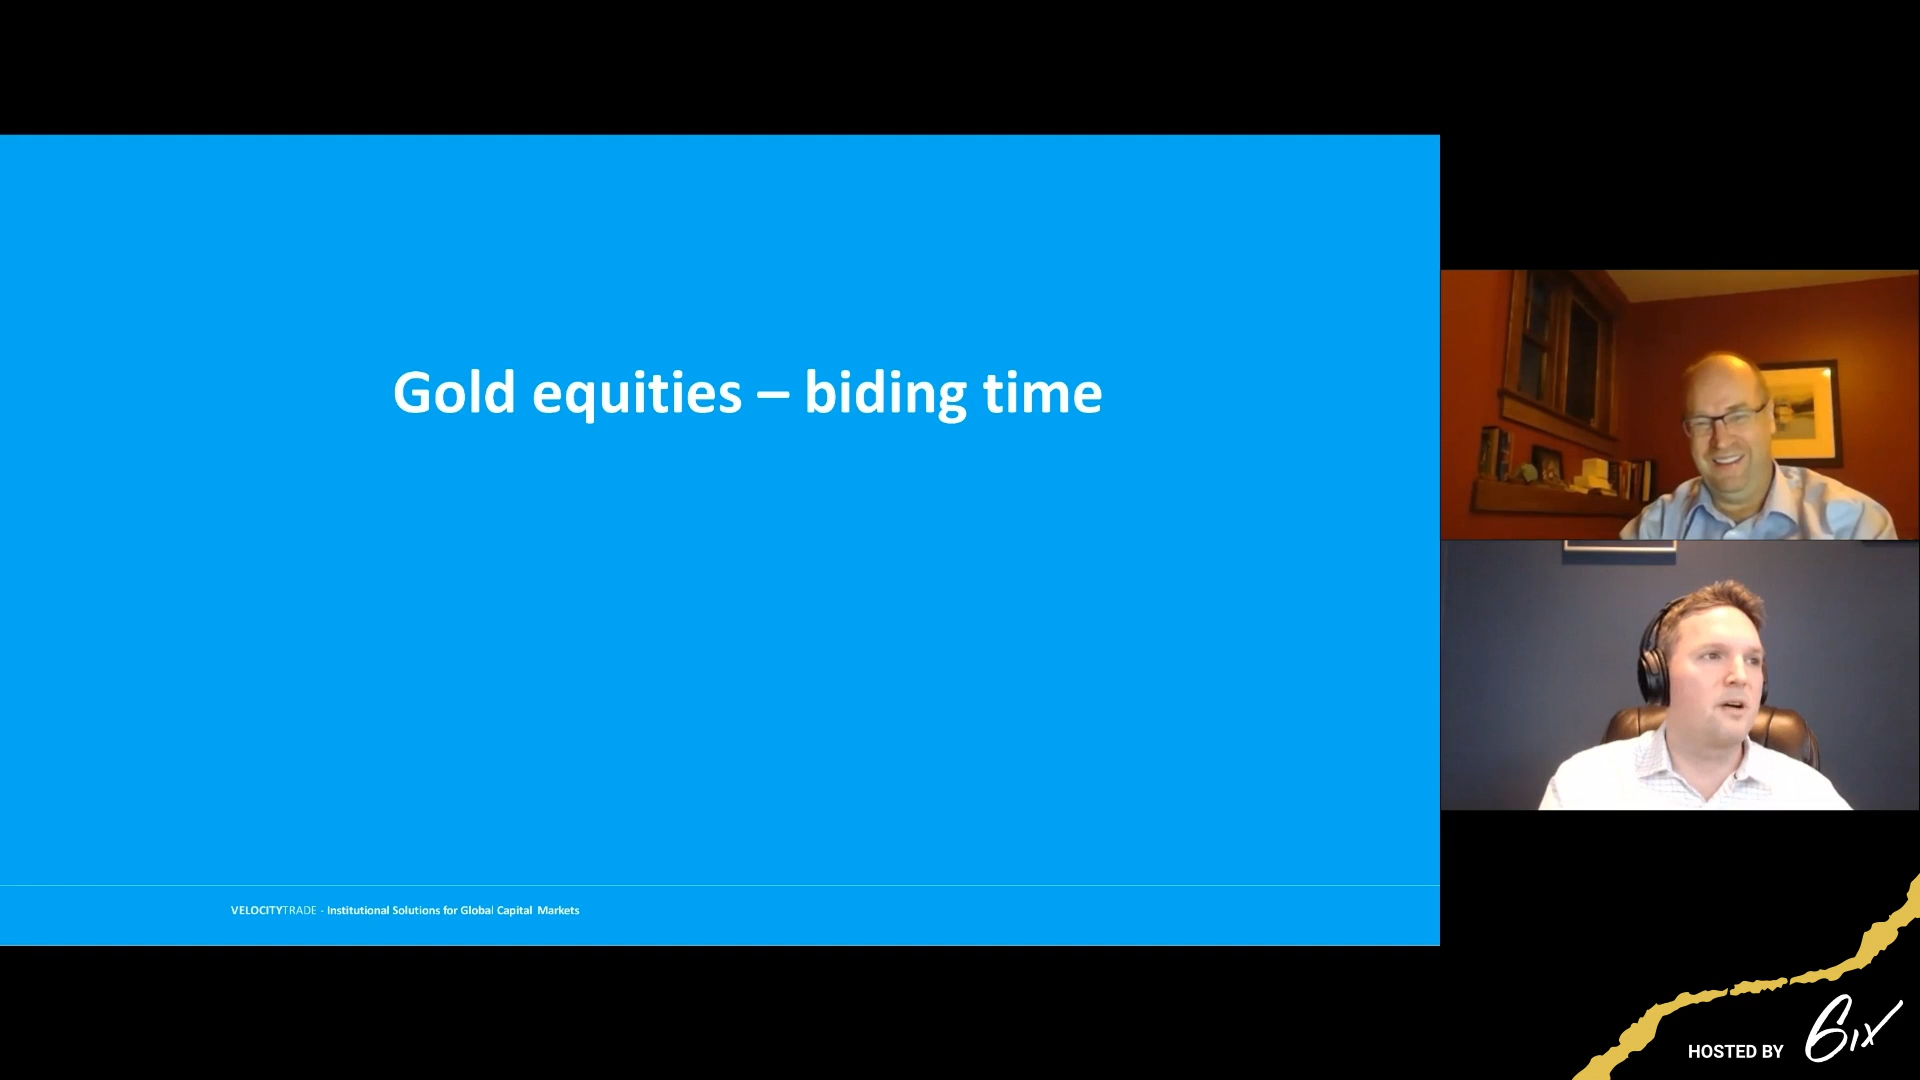 Gold equities – biding time
VELOCITYTRADE - Institutional Solutions for Global Capital Markets
HOSTED BY 6ix